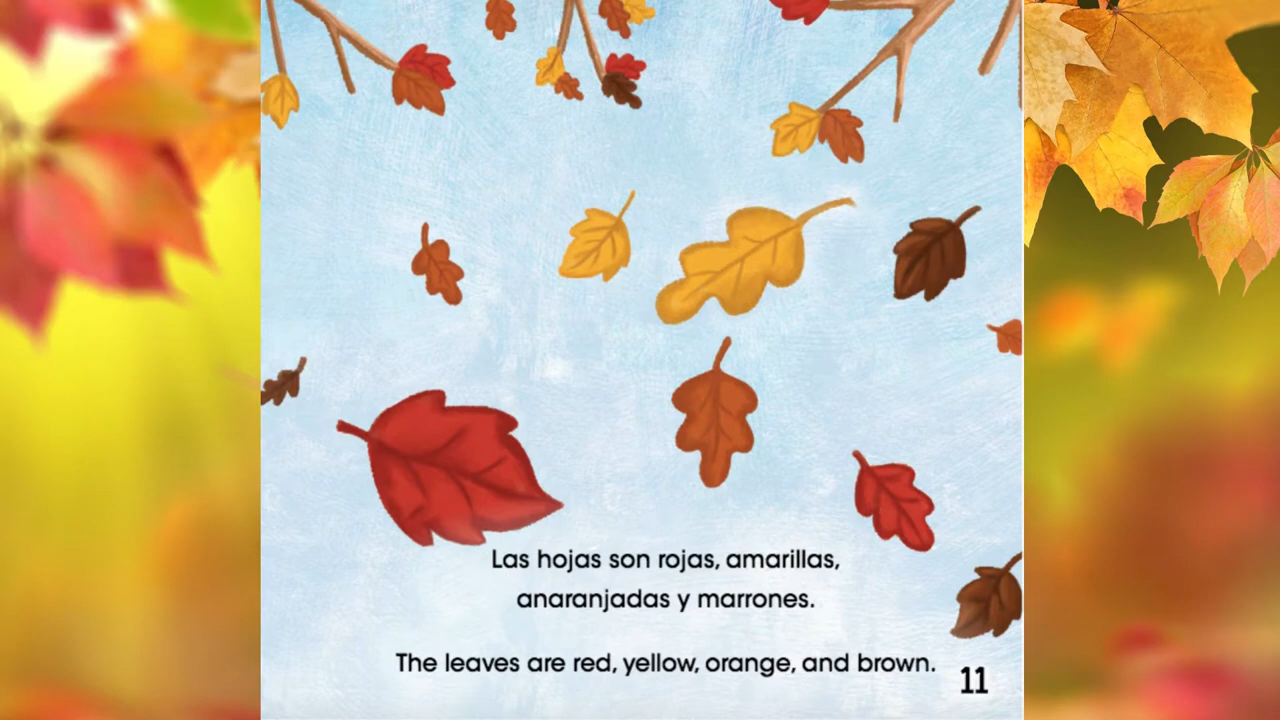 Las hojas son rojas, amarillas,
anaranjadas y marrones.
The leaves are red, yellow, orange, and brown.
11